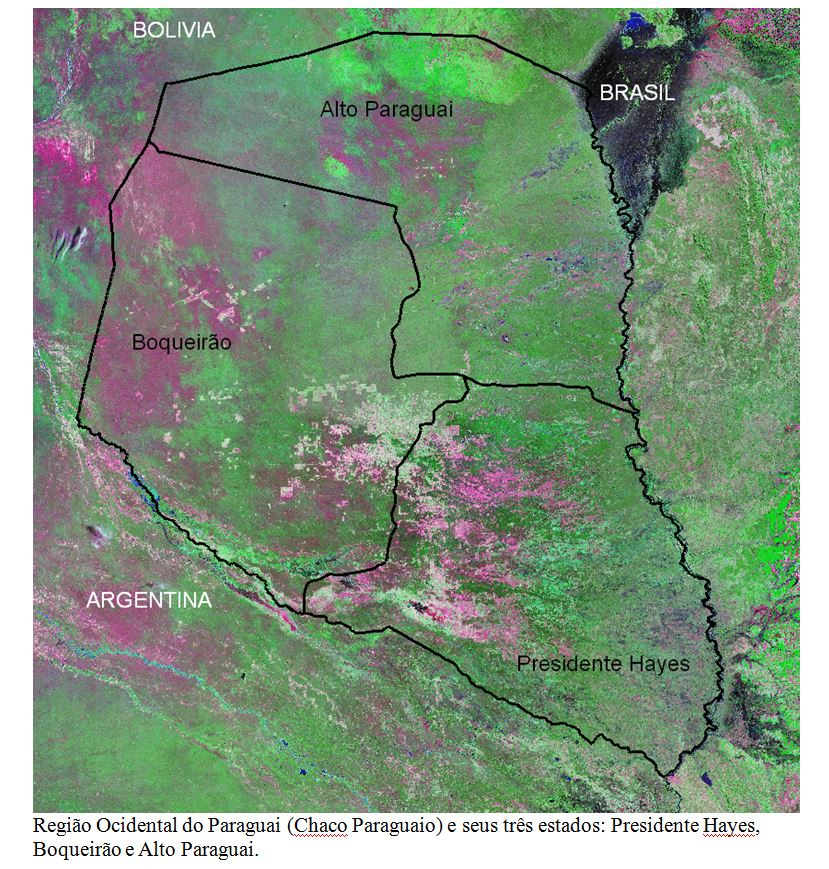 BOLIVIA
BRASIL
Alto Paraguai
Boqueirão
ARGENTINA
Presidente Hayes
Região Ocidental do Paraguai (Chaco Paraguaio) e seus três estados: Presidente Hayes,
Boqueirão e Alto Paraguai.